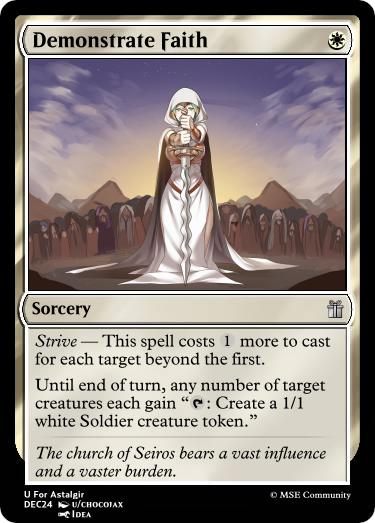 Demonstrate Faith
Sorcery
Strive — This spell costs 1 more to cast
for each target beyond the first.
Until end of turn, any number of target
creatures each gain “: Create a 1/1
white Soldier creature token.”
The church of Seiros bears a vast influence
and a vaster burden.
U For Astalgir
DEC24 U/CHOCOJAX
IDEA
© MSE Community